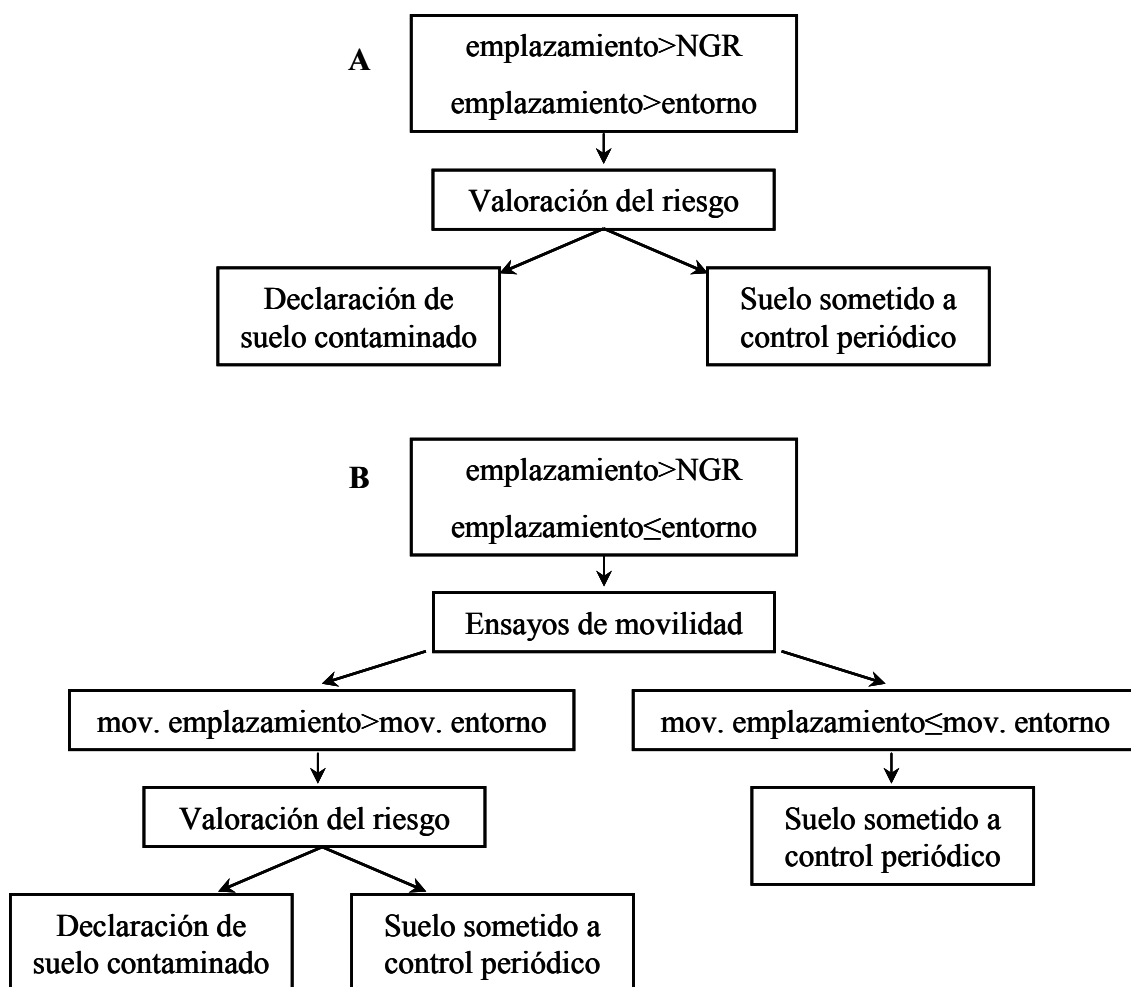 A
emplazamiento>NGR
emplazamiento>entorno
Valoración del riesgo
Declaración de
suelo contaminado
Suelo sometido a
control periódico
B
emplazamiento>NGR
emplazamiento≤entorno
Ensayos de movilidad
mov. emplazamiento>mov. entorno
mov. emplazamiento≤mov. entorno
Valoración del riesgo
Suelo sometido a
control periódico
Declaración de
suelo contaminado
Suelo sometido a
control periódico